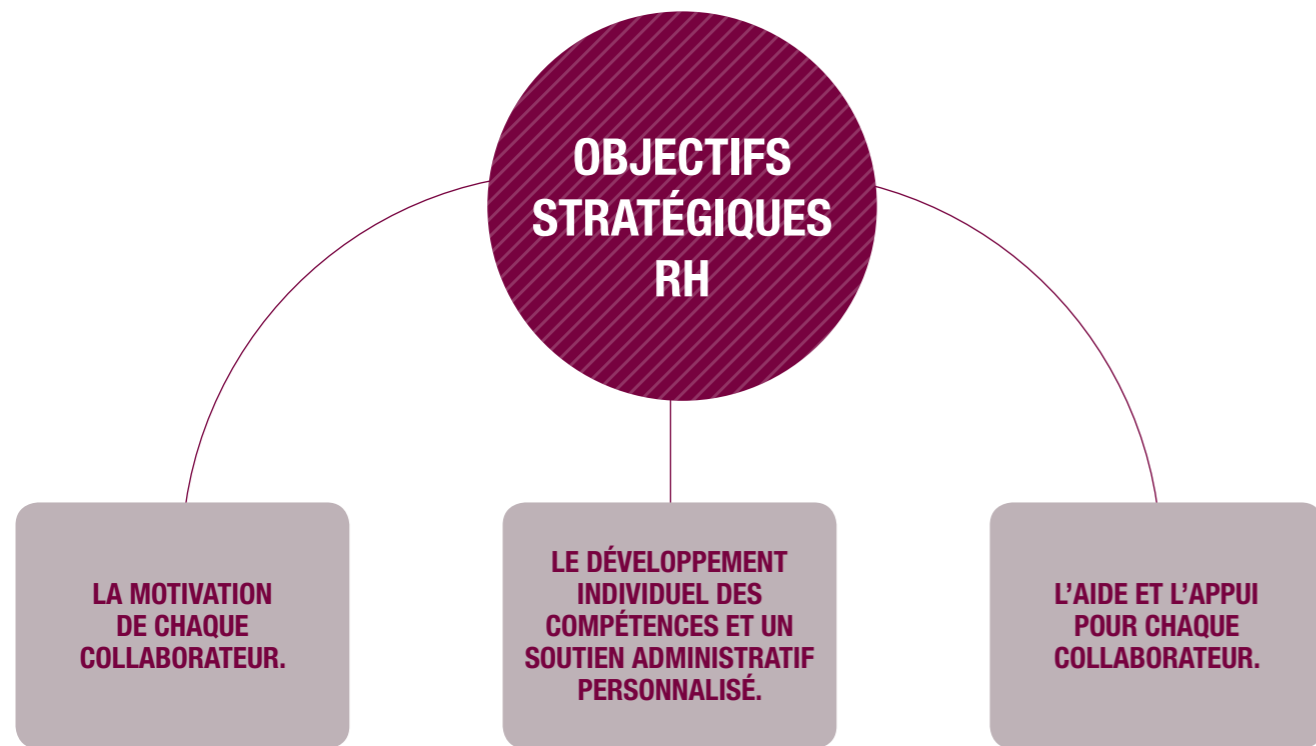 OBJECTIFS
STRATÉGIQUES
RH
LA MOTIVATION
DE CHAQUE
COLLABORATEUR.
LE DÉVELOPPEMENT
INDIVIDUEL DES
COMPÉTENCES ET UN
SOUTIEN ADMINISTRATIF
PERSONNALISÉ.
L’AIDE ET L’APPUI
POUR CHAQUE
COLLABORATEUR.